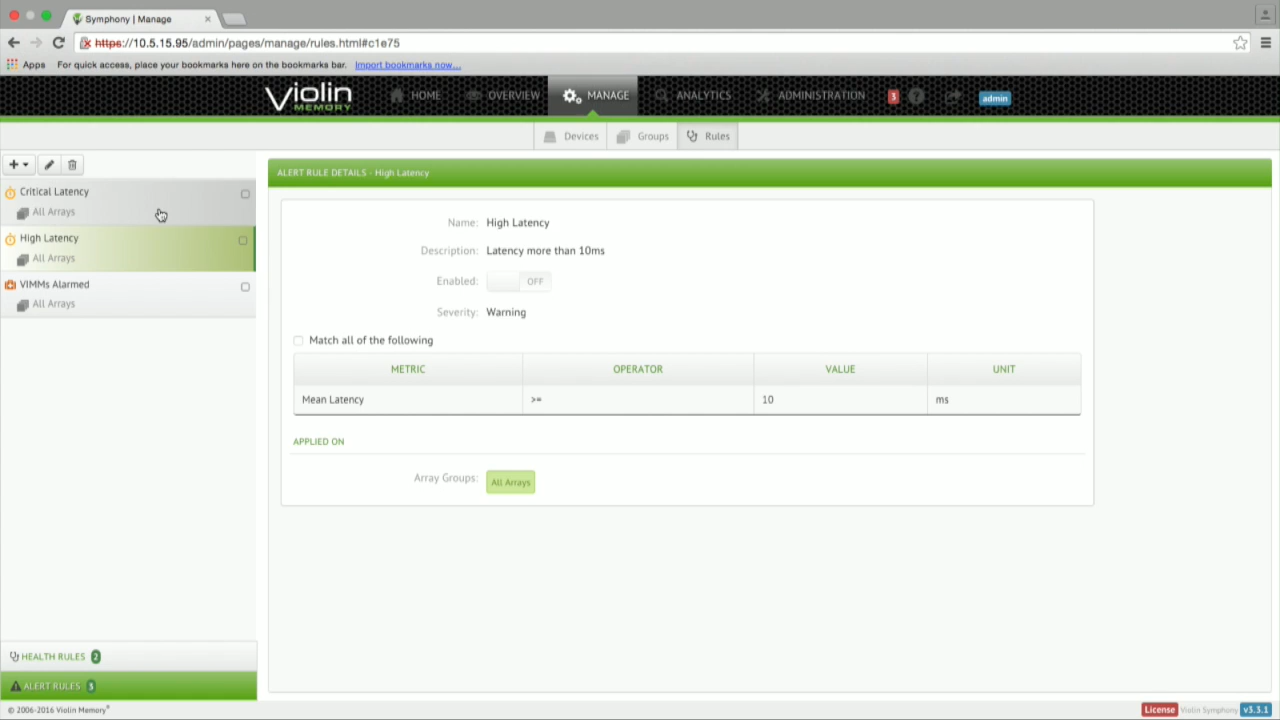 Symphony | Manage
https://10.5.15.95/admin/pages/manage/rules.html#c1e75
Apps For quick access, place your bookmarks here on the bookmarks bar. Import bookmarks now...
Violin MEMORY HOME OVERVIEW MANAGE ANALYTICS ADMINISTRATION 3 ? admin
Devices Groups Rules
Critical Latency
All Arrays
High Latency
All Arrays
VIMMs Alarmed
All Arrays
ALERT RULE DETAILS - High Latency
Name: High Latency
Description: Latency more than 10ms
Enabled: OFF
Severity: Warning
Match all of the following
METRIC OPERATOR VALUE UNIT
Mean Latency >= 10 ms
APPLIED ON
Array Groups: All Arrays
HEALTH RULES 2
ALERT RULES 3
© 2006-2016 Violin Memory® License Violin Symphony v3.3.1